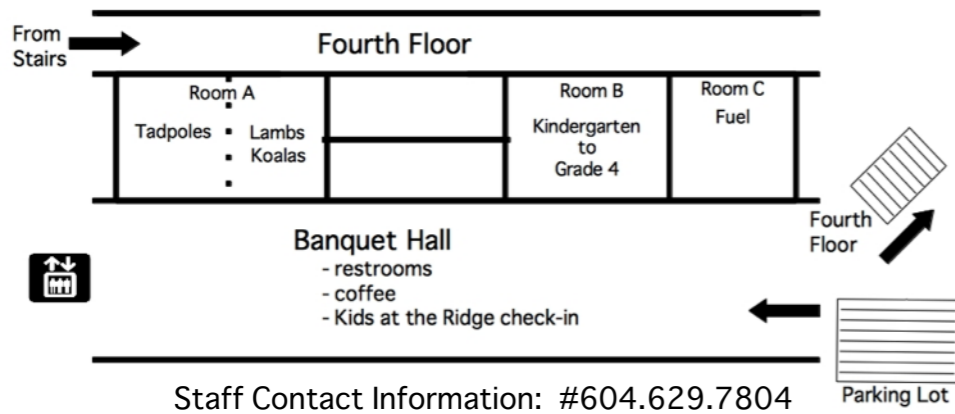 From
Stairs
Fourth Floor
Room A
Tadpoles
Lambs
Koalas
Room B
Kindergarten
to
Grade 4
Room C
Fuel
Fourth
Floor
Banquet Hall
- restrooms
- coffee
- Kids at the Ridge check-in
Parking Lot
Staff Contact Information: #604.629.7804